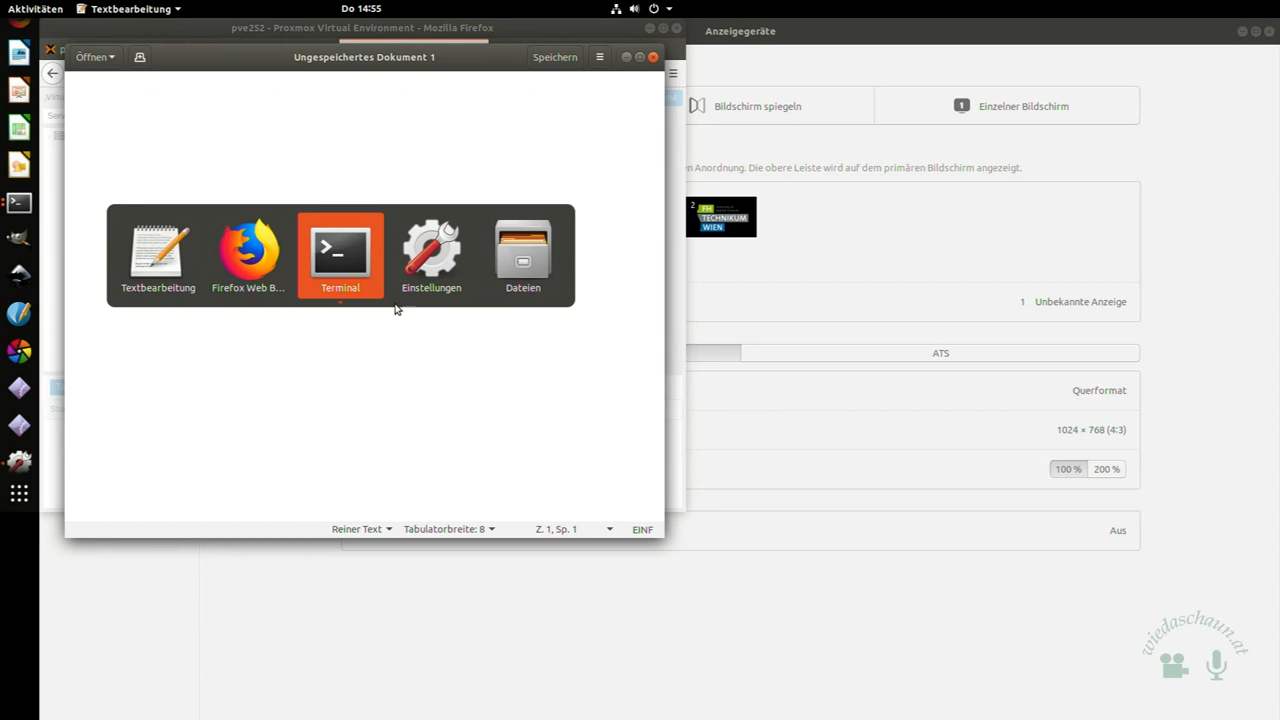 Aktivitäten
Textbearbeitung
Do 14:55
pve252 - Proxmox Virtual Environment - Mozilla Firefox
Anzeigegeräte
Öffnen
Ungespeichertes Dokument 1
Speichern
Bildschirm spiegeln
1 Einzelner Bildschirm
en Anordnung. Die obere Leiste wird auf dem primären Bildschirm angezeigt.
2
FH
TECHNIKUM
WIEN
Textbearbeitung
Firefox Web B...
Terminal
Einstellungen
Dateien
1 Unbekannte Anzeige
ATS
Querformat
1024 × 768 (4:3)
100 %
200 %
Reiner Text
Tabulatorbreite: 8
Z. 1, Sp. 1
EINF
Aus
wiedaschaun.at